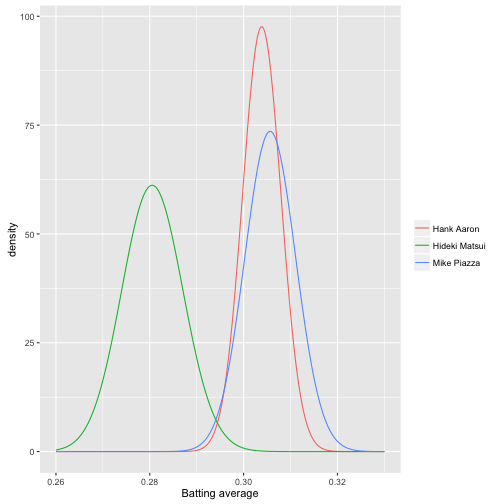 100
75
50
25
0
density
0.26 0.28 0.30 0.32
Batting average
Hank Aaron
Hideki Matsui
Mike Piazza